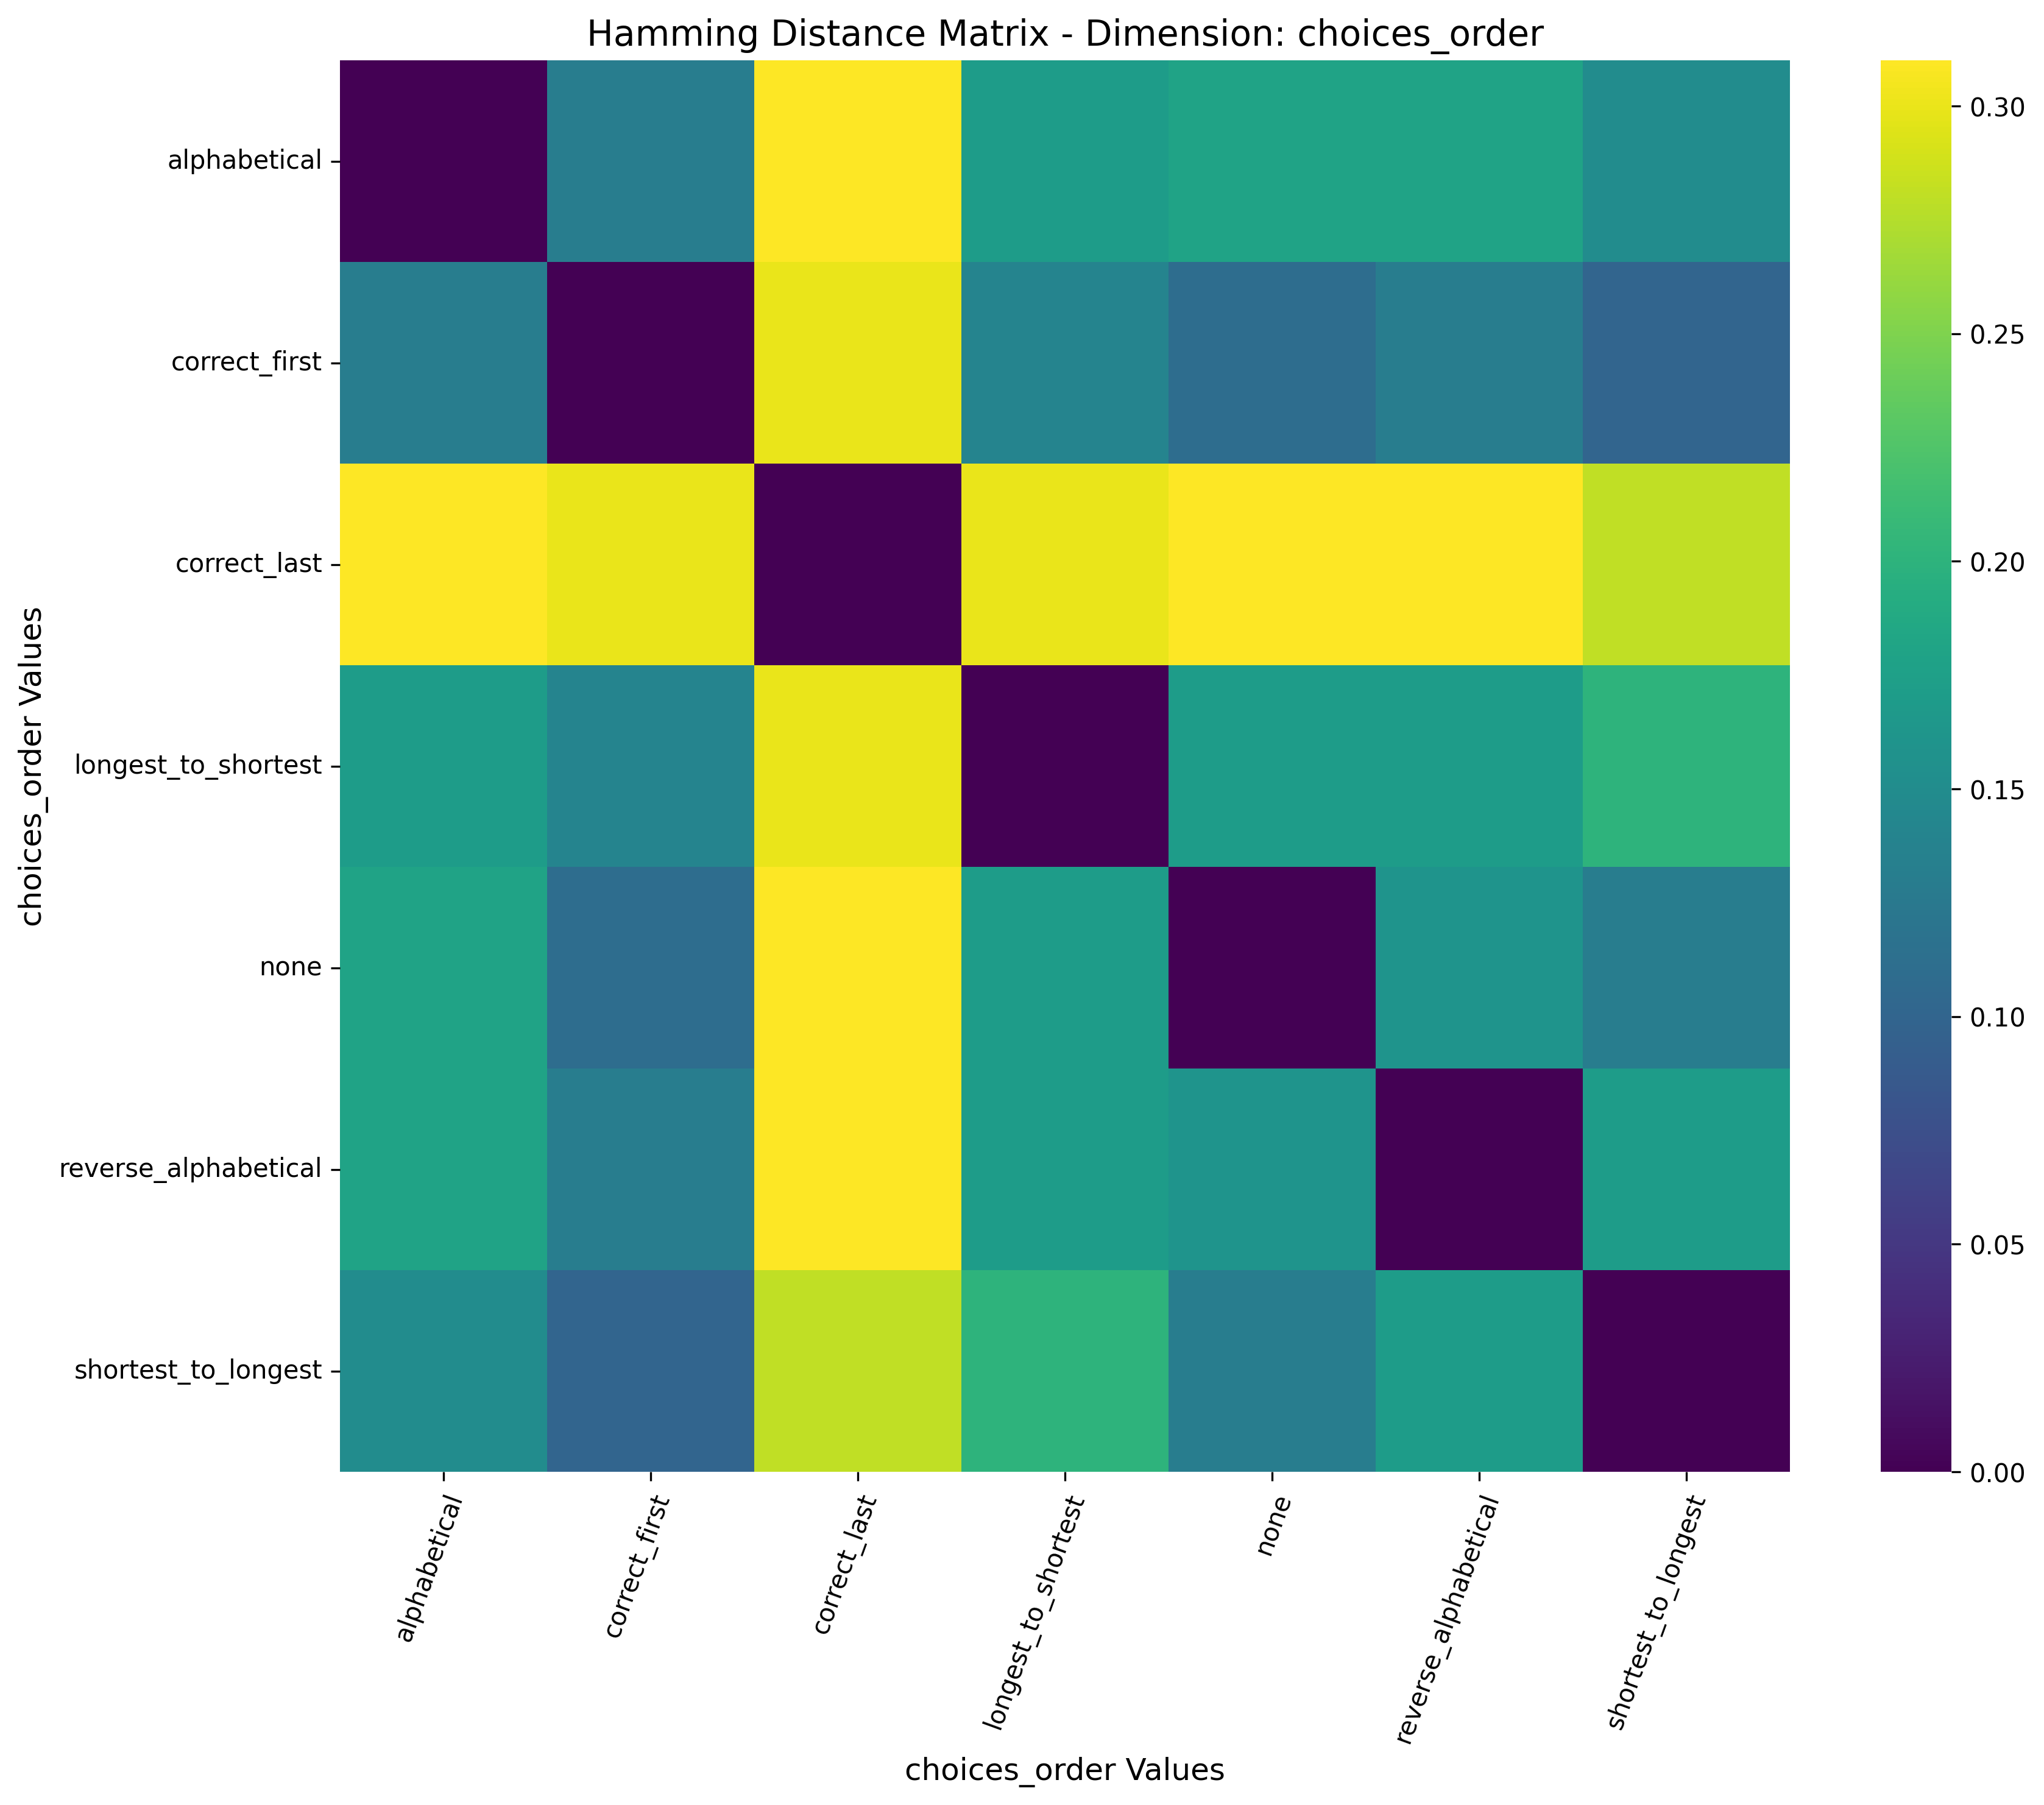 Hamming Distance Matrix - Dimension: choices_order
alphabetical
correct_first
correct_last
longest_to_shortest
none
reverse_alphabetical
shortest_to_longest
choices_order Values
alphabetical
correct_first
correct_last
longest_to_shortest
none
reverse_alphabetical
shortest_to_longest
choices_order Values
0.30
0.25
0.20
0.15
0.10
0.05
0.00